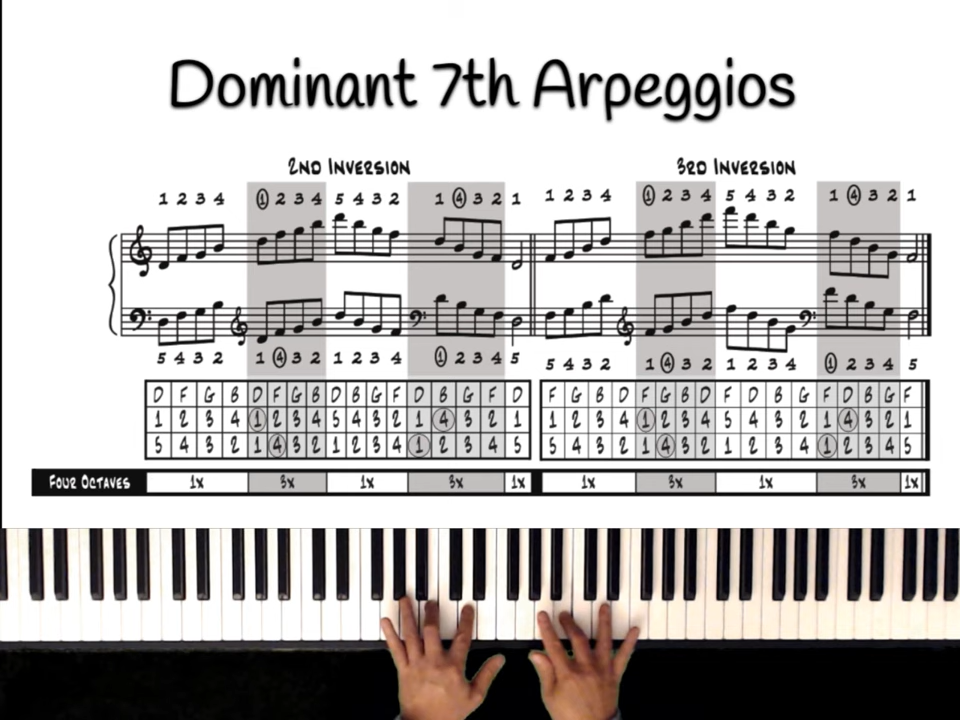 Dominant 7th Arpeggios
2nd Inversion 3rd Inversion
1 2 3 4 ① 2 3 4 5 4 3 2 1 ④ 3 2 1 1 2 3 4 ① 2 3 4 5 4 3 2 1 ④ 3 2 1
5 4 3 2 1 ④ 3 2 1 2 3 4 ① 2 3 4 5 5 4 3 2 1 ④ 3 2 1 2 3 4 ① 2 3 4 5
D F G B D F G B D B G F D B G F D F G B D F G B D F D B G F D B G F
1 2 3 4 ① 2 3 4 5 4 3 2 1 ④ 3 2 1 1 2 3 4 ① 2 3 4 5 4 3 2 1 ④ 3 2 1
5 4 3 2 1 ④ 3 2 1 2 3 4 ① 2 3 4 5 5 4 3 2 1 ④ 3 2 1 2 3 4 ① 2 3 4 5
Four Octaves 1x 3x 1x 3x 1x 1x 3x 1x 3x 1x